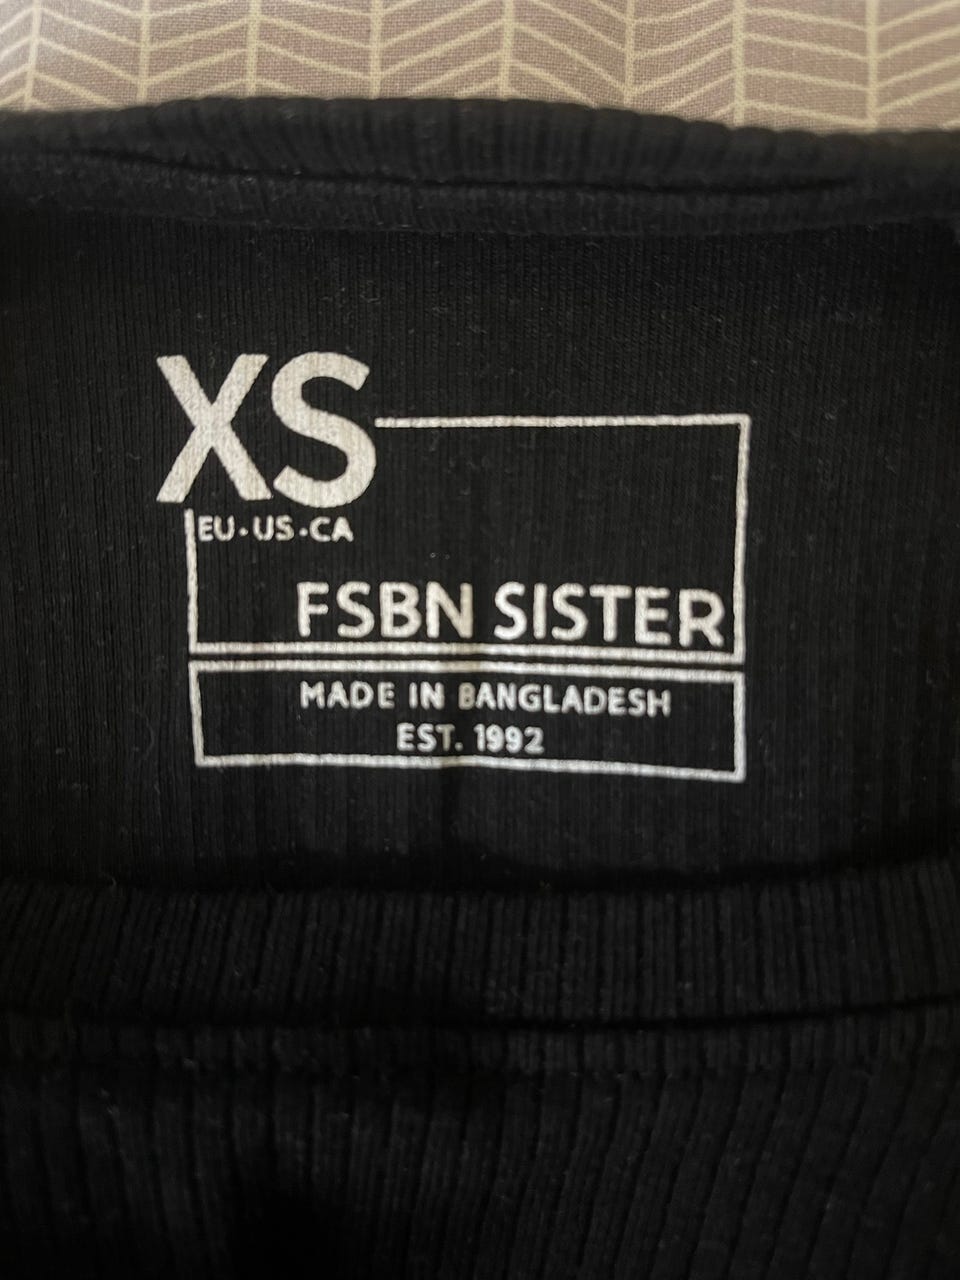 XS
EU·US·CA
FSBN SISTER
MADE IN BANGLADESH
EST. 1992